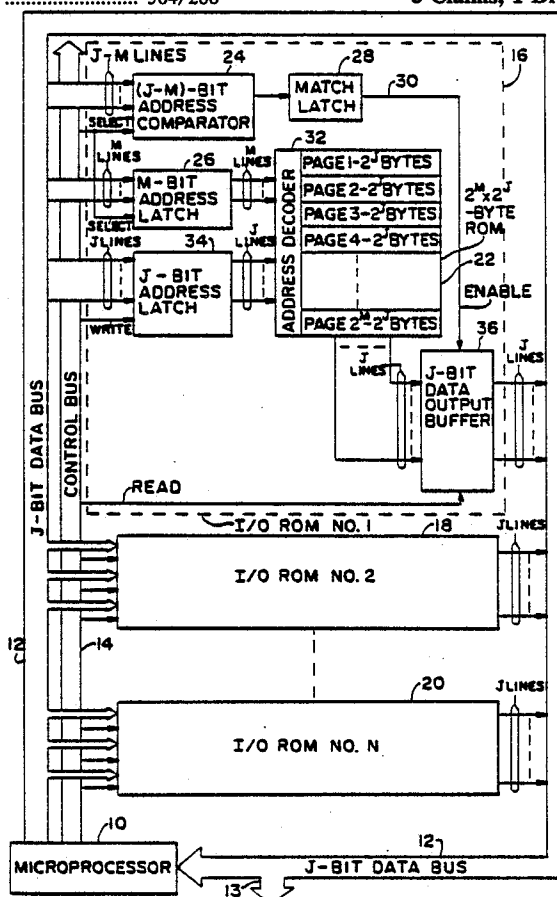 364/200
J-M LINES
24
(J-M)-BIT
ADDRESS
COMPARATOR
28
MATCH
LATCH
30
16
SELECT
M
LINES
26
M-BIT
ADDRESS
LATCH
M
LINES
SELECT
32
ADDRESS DECODER
PAGE 1-2ᴶ BYTES
PAGE 2-2ᴶ BYTES
PAGE 3-2ᴶ BYTES
PAGE 4-2ᴶ BYTES
PAGE 2ᴹ-2ᴶ BYTES
2ᴹ x 2ᴶ
-BYTE
ROM
22
J LINES
34
J-BIT
ADDRESS
LATCH
J
LINES
WRITE
ENABLE
36
J
LINES
J-BIT
DATA
OUTPUT
BUFFER
J
LINES
J-BIT DATA BUS
CONTROL BUS
READ
I/O ROM NO. 1
18
I/O ROM NO. 2
J LINES
12
14
20
I/O ROM NO. N
J LINES
10
MICROPROCESSOR
12
J-BIT DATA BUS
13